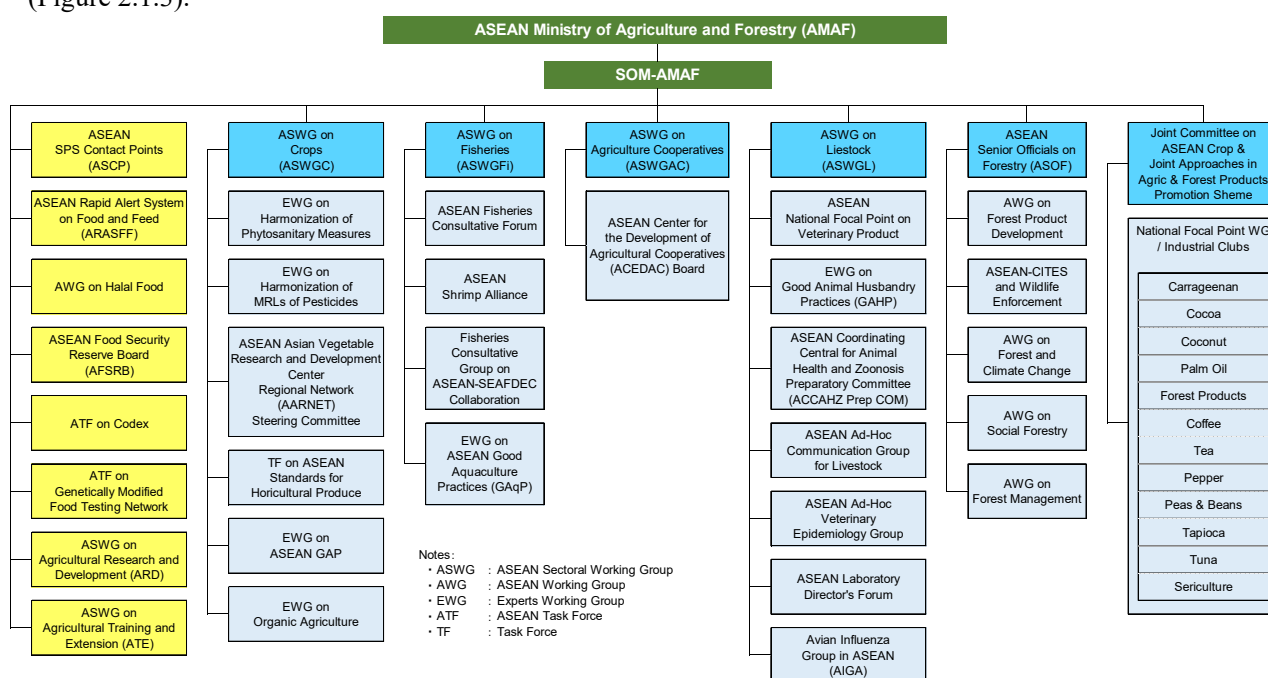 (Figure 2.1.3).
ASEAN Ministry of Agriculture and Forestry (AMAF)
SOM-AMAF
ASEAN
SPS Contact Points
(ASCP)
ASEAN Rapid Alert System
on Food and Feed
(ARASFF)
AWG on Halal Food
ASEAN Food Security
Reserve Board
(AFSRB)
ATF on Codex
ATF on
Genetically Modified
Food Testing Network
ASWG on
Agricultural Research and
Development (ARD)
ASWG on
Agricultural Training and
Extension (ATE)
ASWG on
Crops
(ASWGC)
EWG on
Harmonization of
Phytosanitary Measures
EWG on
Harmonization of
MRLs of Pesticides
ASEAN Asian Vegetable
Research and Development
Center
Regional Network
(AARNET)
Steering Committee
TF on ASEAN
Standards for
Horicultural Produce
EWG on
ASEAN GAP
EWG on
Organic Agriculture
ASWG on
Fisheries
(ASWGFi)
ASEAN Fisheries
Consultative Forum
ASEAN
Shrimp Alliance
Fisheries
Consultative
Group on
ASEAN-SEAFDEC
Collaboration
EWG on
ASEAN Good
Aquaculture
Practices (GAqP)
ASWG on
Agriculture Cooperatives
(ASWGAC)
ASEAN Center for
the Development of
Agricultural Cooperatives
(ACEDAC) Board
ASWG on
Liestock
(ASWGL)
ASEAN
National Focal Point on
Veterinary Product
EWG on
Good Animal Husbandry
Practices (GAHP)
ASEAN Coordinating
Central for Animal
Health and Zoonosis
Preparatory Committee
(ACCAHZ Prep COM)
ASEAN Ad-Hoc
Communication Group
for Livestock
ASEAN Ad-Hoc
Veterinary
Epidemiology Group
ASEAN Laboratory
Director's Forum
Avian Influenza
Group in ASEAN
(AIGA)
ASEAN
Senior Officials on
Forestry (ASOF)
AWG on
Forest Product
Development
ASEAN-CITES
and Wildlife
Enforcement
AWG on
Forest and
Climate Change
AWG on
Social Forestry
AWG on
Forest Management
Joint Committee on
ASEAN Crop &
Joint Approaches in
Agric & Forest Products
Promotion Scheme
National Focal Point WG
/ Industrial Clubs
Carrageenan
Cocoa
Coconut
Palm Oil
Forest Products
Coffee
Tea
Pepper
Peas & Beans
Tapioca
Tuna
Sericulture
Notes:
・ASWG : ASEAN Sectoral Working Group
・AWG : ASEAN Working Group
・EWG : Experts Working Group
・ATF : ASEAN Task Force
・TF : Task Force